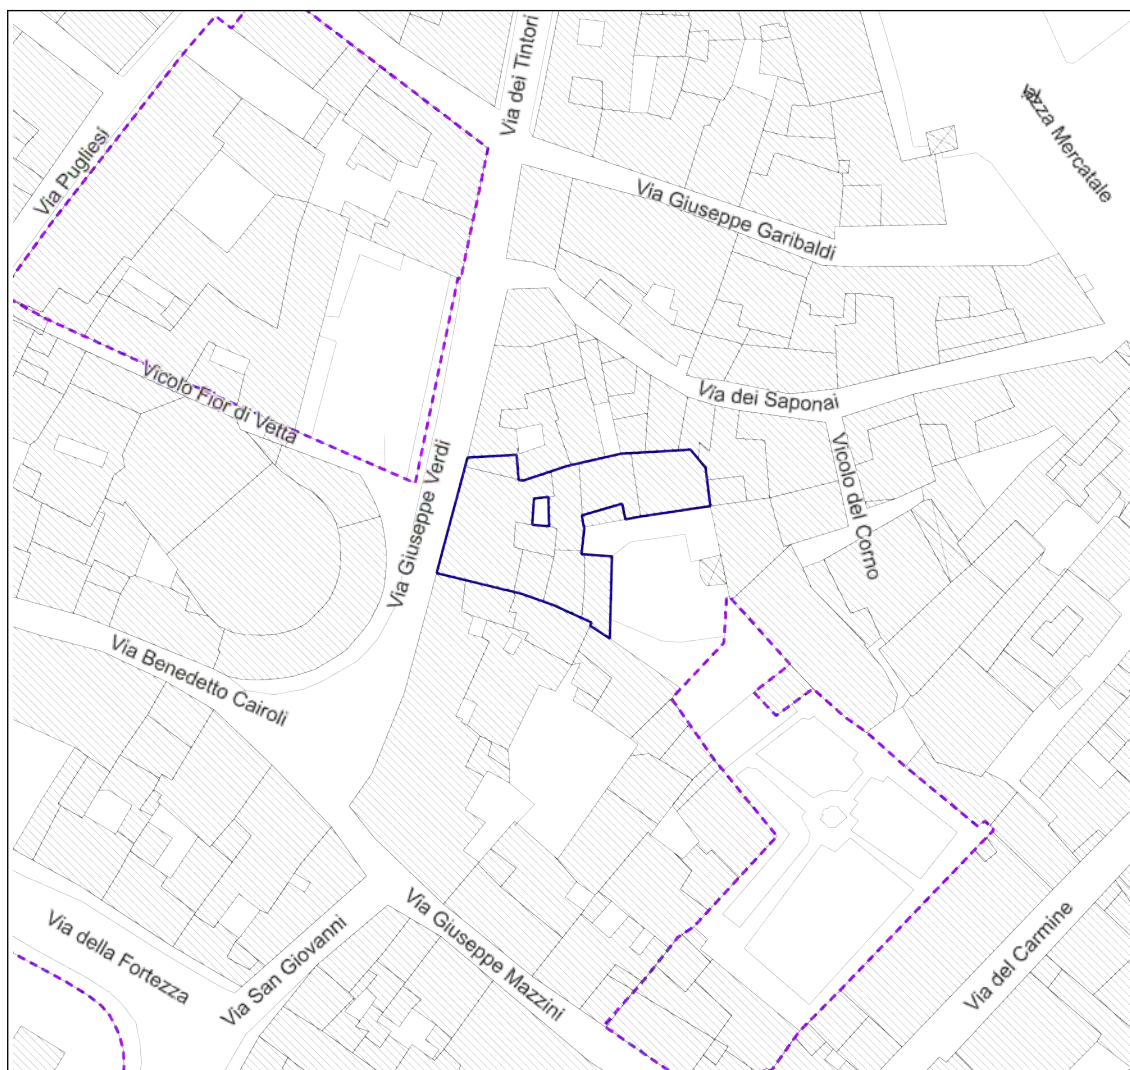 Via dei Tintori
Via Pugliesi
Mercatale
Via Giuseppe Garibaldi
Vicolo Fior di Vetta
Via dei Saponai
Via Giuseppe Verdi
Vicolo del Corno
Via Benedetto Cairoli
Via della Fortezza
Via San Giovanni
Via Giuseppe Mazzini
Via del Carmine